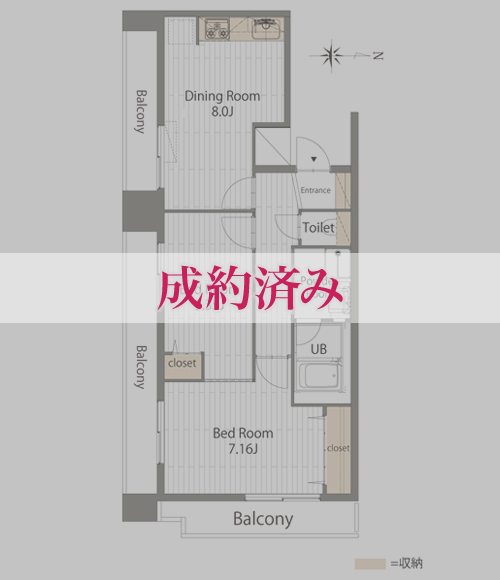 Dining Room
8.0J
N
Balcony
Entrance
Toilet
成約済み
UB
closet
Balcony
Bed Room
7.16J
closet
Balcony
=収納